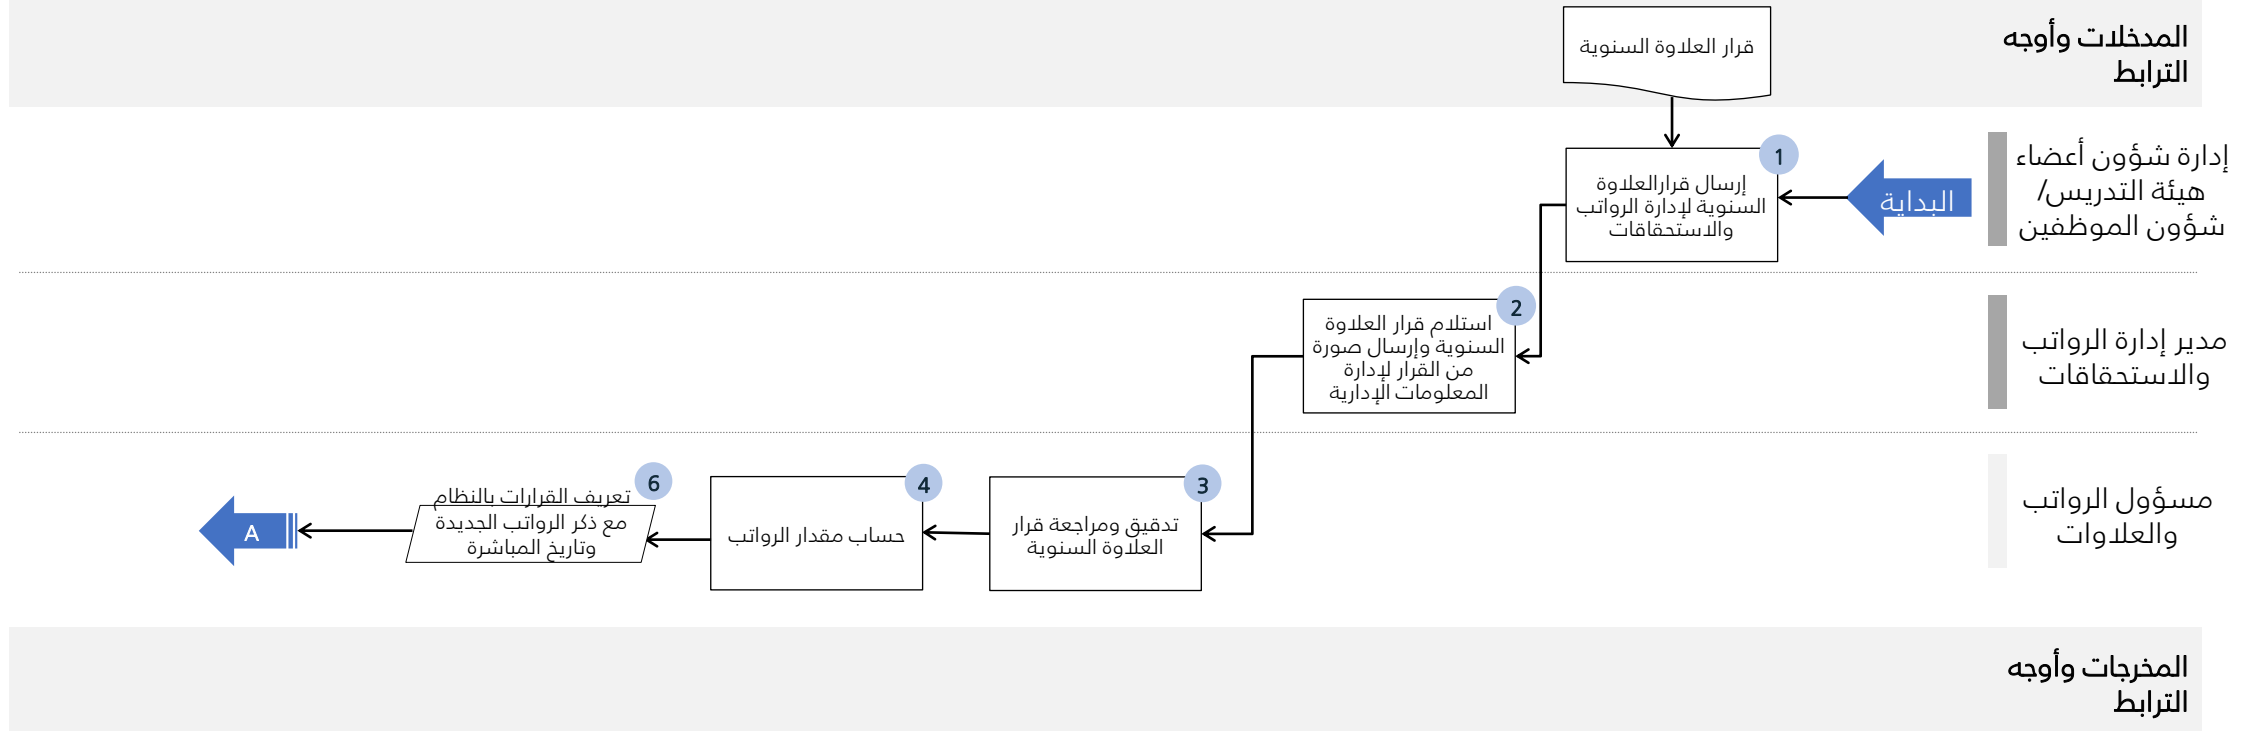 المدخلات وأوجه
الترابط
قرار العلاوة السنوية
إدارة شؤون أعضاء
هيئة التدريس/
شؤون الموظفين
البداية
1
إرسال قرارالعلاوة
السنوية لإدارة الرواتب
والاستحقاقات
مدير إدارة الرواتب
والاستحقاقات
2
استلام قرار العلاوة
السنوية وإرسال صورة
من القرار لإدارة
المعلومات الإدارية
مسؤول الرواتب
والعلاوات
3
تدقيق ومراجعة قرار
العلاوة السنوية
4
حساب مقدار الرواتب
6
تعريف القرارات بالنظام
مع ذكر الرواتب الجديدة
وتاريخ المباشرة
A
المخرجات وأوجه
الترابط